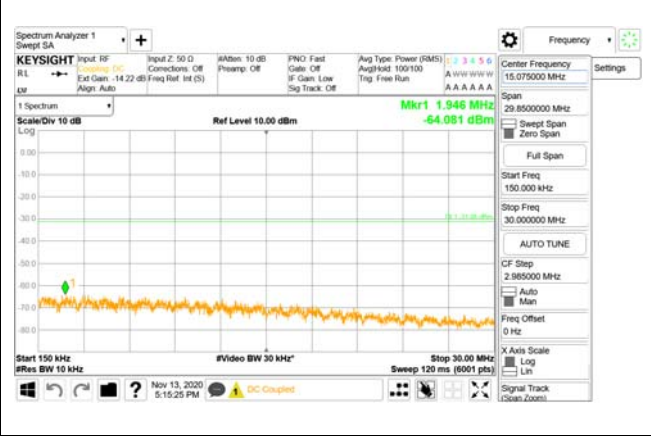 Spectrum Analyzer 1
Swept SA
Frequency
KEYSIGHT
RL
Input: RF
Coupling: DC
Ext Gain: -14.22 dB
Align: Auto
Input Z: 50 Ω
Corrections: Off
Freq Ref: Int (S)
#Atten: 10 dB
Preamp: Off
PNO: Fast
Gate: Off
IF Gain: Low
Sig Track: Off
Avg Type: Power (RMS)
Avg|Hold: 100/100
Trig: Free Run
1 2 3 4 5 6
A W W W W W
A A A A A A
1 Spectrum
Mkr1 1.946 MHz
Scale/Div 10 dB
Ref Level 10.00 dBm
-64.081 dBm
Log
0.00
-10.0
-20.0
-30.0
-40.0
-50.0
-60.0
1
-70.0
-80.0
Start 150 kHz
#Video BW 30 kHz*
Stop 30.00 MHz
#Res BW 10 kHz
Sweep 120 ms (6001 pts)
Nov 13, 2020
5:15:25 PM
DC Coupled
Center Frequency
15.075000 MHz
Settings
Span
29.8500000 MHz
Swept Span
Zero Span
Full Span
Start Freq
150.000 kHz
Stop Freq
30.000000 MHz
AUTO TUNE
CF Step
2.985000 MHz
Auto
Man
Freq Offset
0 Hz
X Axis Scale
Log
Lin
Signal Track
(Span Zoom)